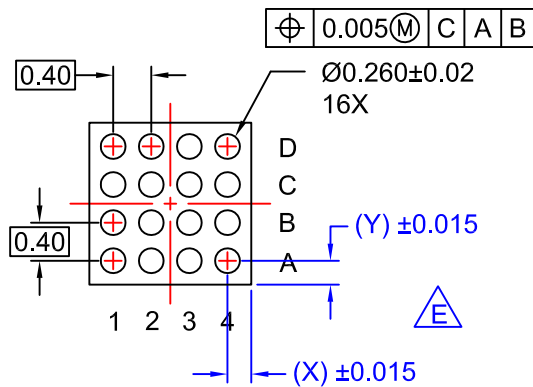 ⌖ 0.005Ⓜ C A B
0.40
Ø0.260±0.02
16X
D
C
B
A
0.40
(Y) ±0.015
E
1 2 3 4
(X) ±0.015